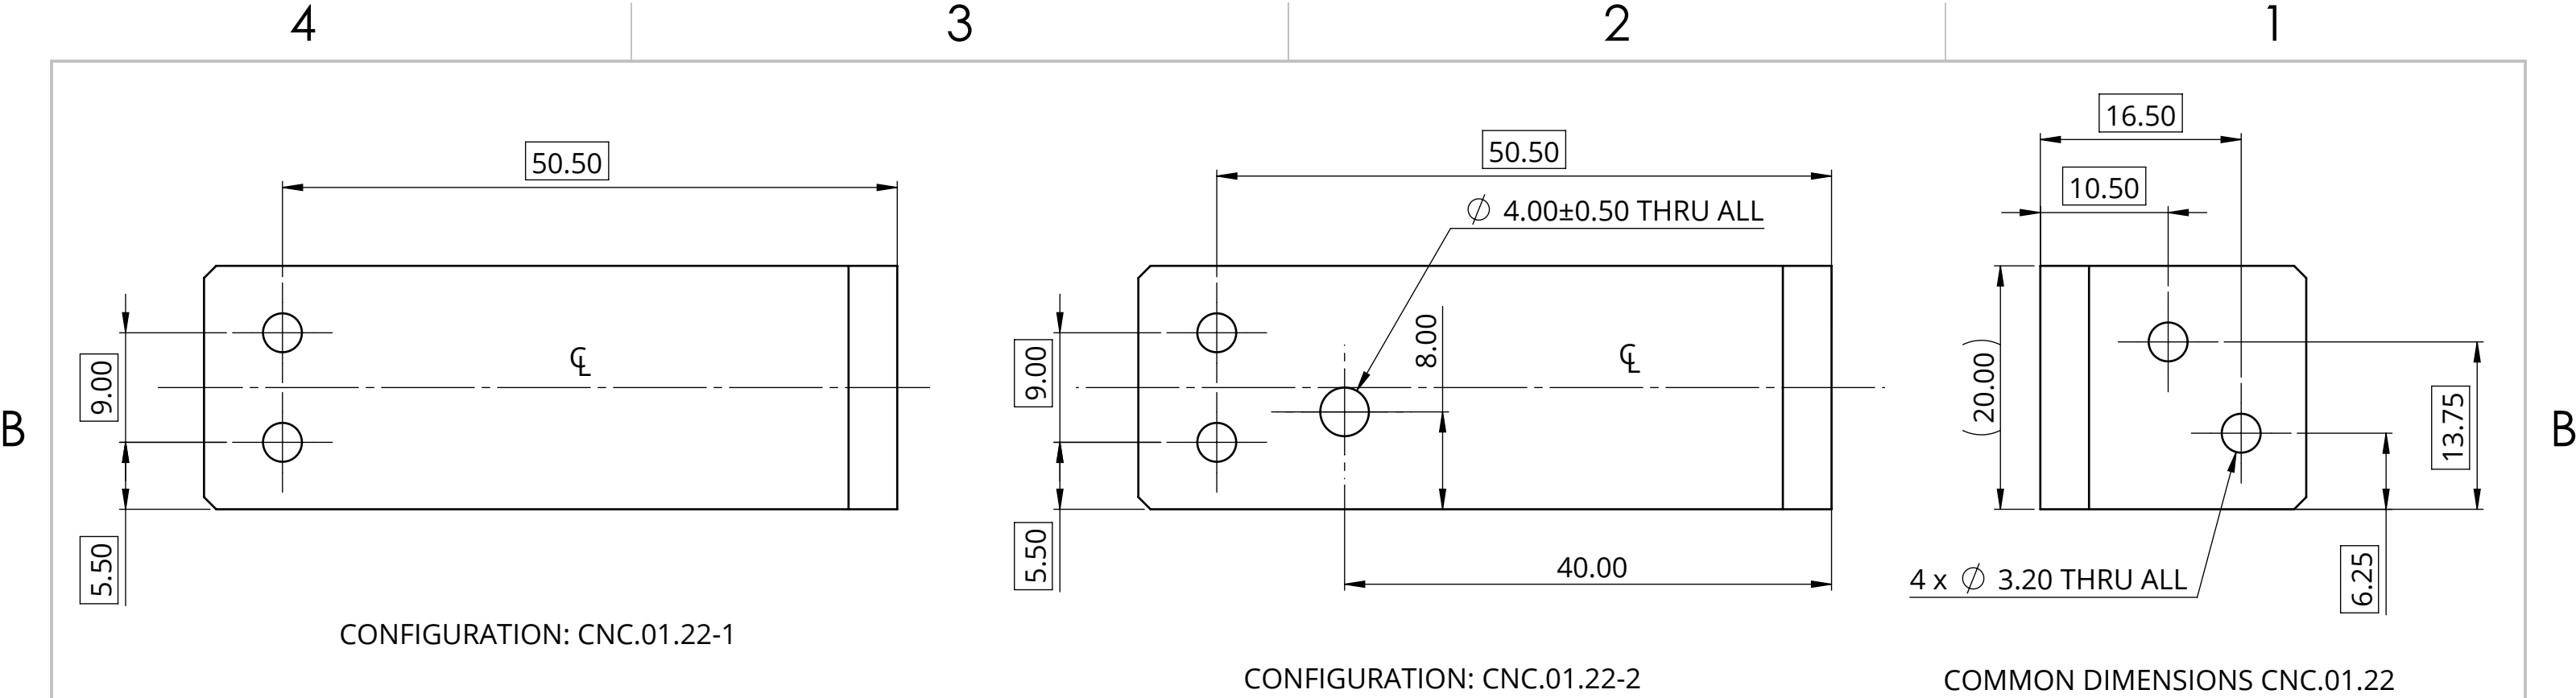 4 3 2 1
16.50
50.50
50.50
10.50
⌀ 4.00±0.50 THRU ALL
8.00
℄
℄
9.00
9.00
(20.00)
13.75
B
B
5.50
5.50
40.00
4 x ⌀ 3.20 THRU ALL
6.25
CONFIGURATION: CNC.01.22-1
CONFIGURATION: CNC.01.22-2
COMMON DIMENSIONS CNC.01.22